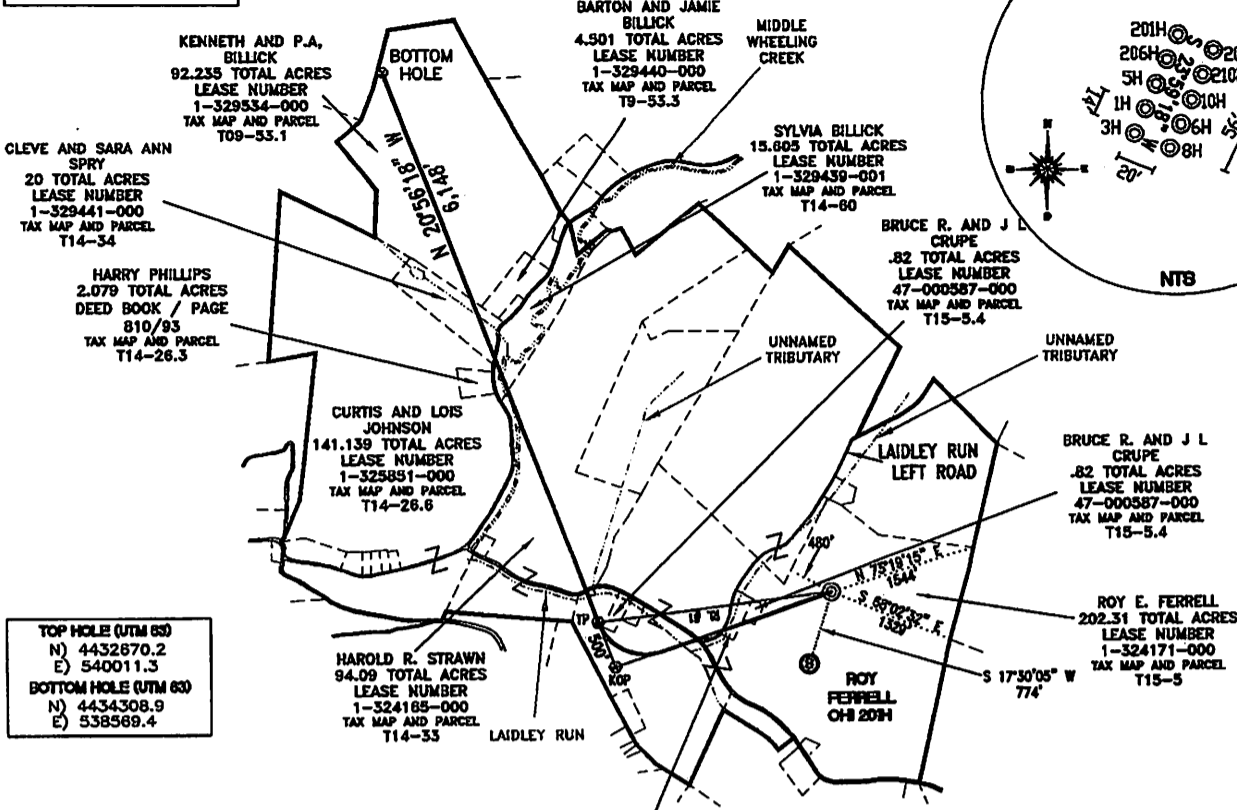 BARTON AND JAMIE
BILLICK
4.501 TOTAL ACRES
LEASE NUMBER
1-329440-000
TAX MAP AND PARCEL
T9-53.3
MIDDLE
WHEELING
CREEK
KENNETH AND P.A,
BILLICK
92.235 TOTAL ACRES
LEASE NUMBER
1-329534-000
TAX MAP AND PARCEL
T09-53.1
BOTTOM
HOLE
N 20°56'18" W
6,148'
CLEVE AND SARA ANN
SPRY
20 TOTAL ACRES
LEASE NUMBER
1-329441-000
TAX MAP AND PARCEL
T14-34
SYLVIA BILLICK
15.605 TOTAL ACRES
LEASE NUMBER
1-329439-001
TAX MAP AND PARCEL
T14-60
201H
206H
5H
1H
3H
10H
6H
8H
S 23°59'18" W
14'
20'
NTS
HARRY PHILLIPS
2.079 TOTAL ACRES
DEED BOOK / PAGE
810/93
TAX MAP AND PARCEL
T14-26.3
BRUCE R. AND J L
CRUPE
.82 TOTAL ACRES
LEASE NUMBER
47-000587-000
TAX MAP AND PARCEL
T15-5.4
UNNAMED
TRIBUTARY
UNNAMED
TRIBUTARY
CURTIS AND LOIS
JOHNSON
141.139 TOTAL ACRES
LEASE NUMBER
1-325851-000
TAX MAP AND PARCEL
T14-26.6
LAIDLEY RUN
LEFT ROAD
BRUCE R. AND J L
CRUPE
.82 TOTAL ACRES
LEASE NUMBER
47-000587-000
TAX MAP AND PARCEL
T15-5.4
480'
N 75°19'15" E
1544'
S 68°02'32" E
1329'
ROY E. FERRELL
202.31 TOTAL ACRES
LEASE NUMBER
1-324171-000
TAX MAP AND PARCEL
T15-5
TP
500'
KOP
S 17°30'05" W
774'
ROY
FERRELL
OHI 201H
HAROLD R. STRAWN
94.09 TOTAL ACRES
LEASE NUMBER
1-324165-000
TAX MAP AND PARCEL
T14-33
LAIDLEY RUN
TOP HOLE (UTM 83)
N) 4432670.2
E) 540011.3
BOTTOM HOLE (UTM 83)
N) 4434308.9
E) 538569.4